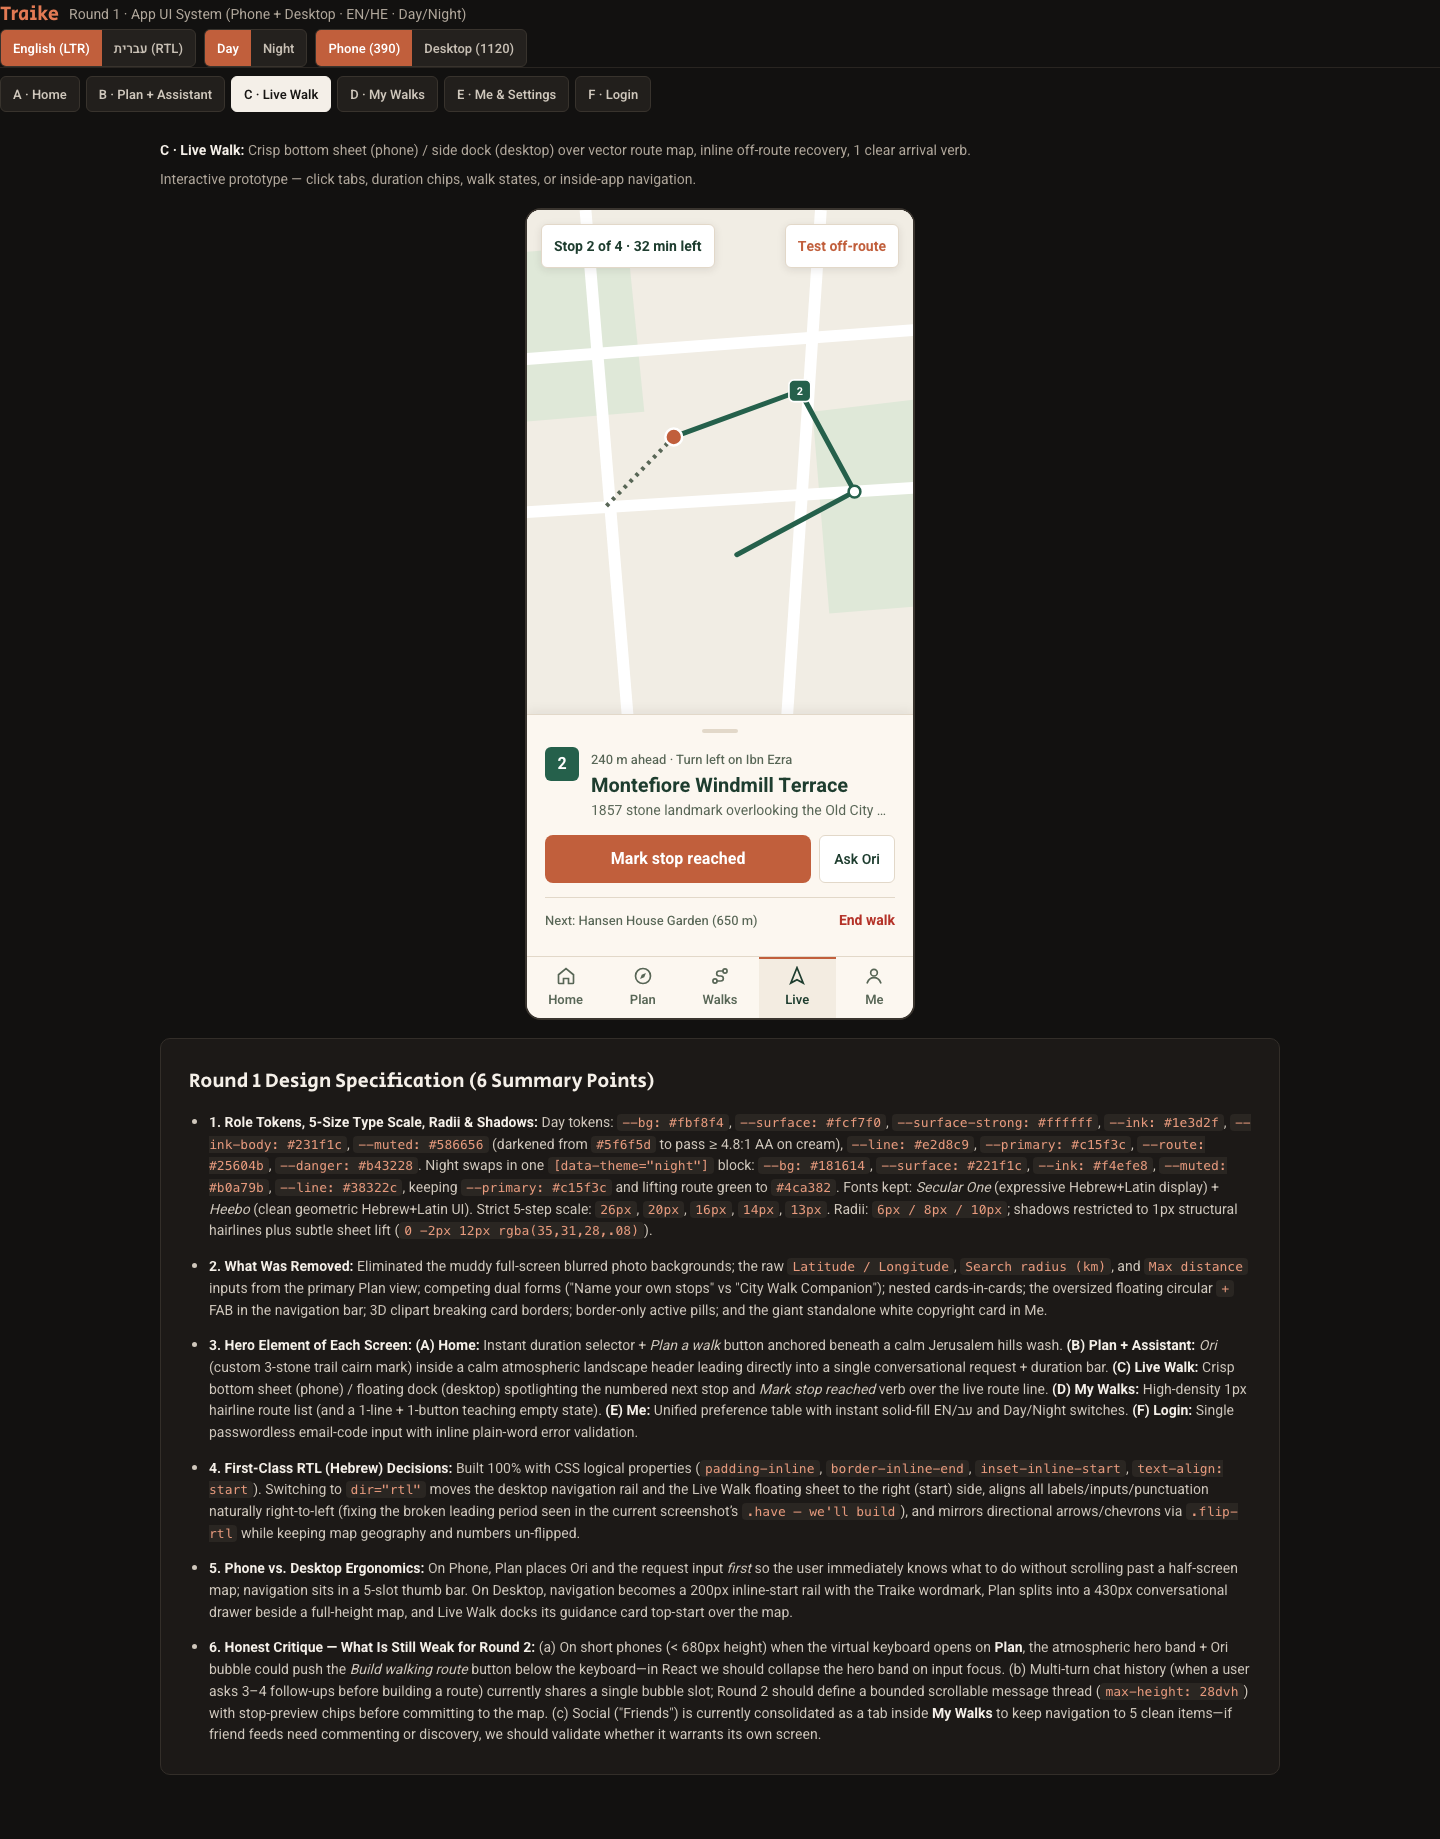 Traike Round 1 · App UI System (Phone + Desktop · EN/HE · Day/Night)
English (LTR) עברית (RTL) Day Night Phone (390) Desktop (1120)
A · Home B · Plan + Assistant C · Live Walk D · My Walks E · Me & Settings F · Login
C · Live Walk: Crisp bottom sheet (phone) / side dock (desktop) over vector route map, inline off-route recovery, 1 clear arrival verb.
Interactive prototype — click tabs, duration chips, walk states, or inside-app navigation.
Stop 2 of 4 · 32 min left
Test off-route
2
2
240 m ahead · Turn left on Ibn Ezra
Montefiore Windmill Terrace
1857 stone landmark overlooking the Old City …
Mark stop reached
Ask Ori
Next: Hansen House Garden (650 m)
End walk
Home Plan Walks Live Me
Round 1 Design Specification (6 Summary Points)
1. Role Tokens, 5-Size Type Scale, Radii & Shadows: Day tokens: --bg: #fbf8f4, --surface: #fcf7f0, --surface-strong: #ffffff, --ink: #1e3d2f, --
ink-body: #231f1c, --muted: #586656 (darkened from #5f6f5d to pass ≥ 4.8:1 AA on cream), --line: #e2d8c9, --primary: #c15f3c, --route:
#25604b, --danger: #b43228. Night swaps in one [data-theme="night"] block: --bg: #181614, --surface: #221f1c, --ink: #f4efe8, --muted:
#b0a79b, --line: #38322c, keeping --primary: #c15f3c and lifting route green to #4ca382. Fonts kept: Secular One (expressive Hebrew+Latin display) +
Heebo (clean geometric Hebrew+Latin UI). Strict 5-step scale: 26px, 20px, 16px, 14px, 13px. Radii: 6px / 8px / 10px; shadows restricted to 1px structural
hairlines plus subtle sheet lift (0 -2px 12px rgba(35,31,28,.08)).
2. What Was Removed: Eliminated the muddy full-screen blurred photo backgrounds; the raw Latitude / Longitude, Search radius (km), and Max distance
inputs from the primary Plan view; competing dual forms ("Name your own stops" vs "City Walk Companion"); nested cards-in-cards; the oversized floating circular +
FAB in the navigation bar; 3D clipart breaking card borders; border-only active pills; and the giant standalone white copyright card in Me.
3. Hero Element of Each Screen: (A) Home: Instant duration selector + Plan a walk button anchored beneath a calm Jerusalem hills wash. (B) Plan + Assistant: Ori
(custom 3-stone trail cairn mark) inside a calm atmospheric landscape header leading directly into a single conversational request + duration bar. (C) Live Walk: Crisp
bottom sheet (phone) / floating dock (desktop) spotlighting the numbered next stop and Mark stop reached verb over the live route line. (D) My Walks: High-density 1px
hairline route list (and a 1-line + 1-button teaching empty state). (E) Me: Unified preference table with instant solid-fill EN/עב and Day/Night switches. (F) Login: Single
passwordless email-code input with inline plain-word error validation.
4. First-Class RTL (Hebrew) Decisions: Built 100% with CSS logical properties (padding-inline, border-inline-end, inset-inline-start, text-align:
start). Switching to dir="rtl" moves the desktop navigation rail and the Live Walk floating sheet to the right (start) side, aligns all labels/inputs/punctuation
naturally right-to-left (fixing the broken leading period seen in the current screenshot's .have — we'll build), and mirrors directional arrows/chevrons via .flip-
rtl while keeping map geography and numbers un-flipped.
5. Phone vs. Desktop Ergonomics: On Phone, Plan places Ori and the request input first so the user immediately knows what to do without scrolling past a half-screen
map; navigation sits in a 5-slot thumb bar. On Desktop, navigation becomes a 200px inline-start rail with the Traike wordmark, Plan splits into a 430px conversational
drawer beside a full-height map, and Live Walk docks its guidance card top-start over the map.
6. Honest Critique — What Is Still Weak for Round 2: (a) On short phones (< 680px height) when the virtual keyboard opens on Plan, the atmospheric hero band + Ori
bubble could push the Build walking route button below the keyboard—in React we should collapse the hero band on input focus. (b) Multi-turn chat history (when a user
asks 3–4 follow-ups before building a route) currently shares a single bubble slot; Round 2 should define a bounded scrollable message thread (max-height: 28dvh)
with stop-preview chips before committing to the map. (c) Social ("Friends") is currently consolidated as a tab inside My Walks to keep navigation to 5 clean items—if
friend feeds need commenting or discovery, we should validate whether it warrants its own screen.